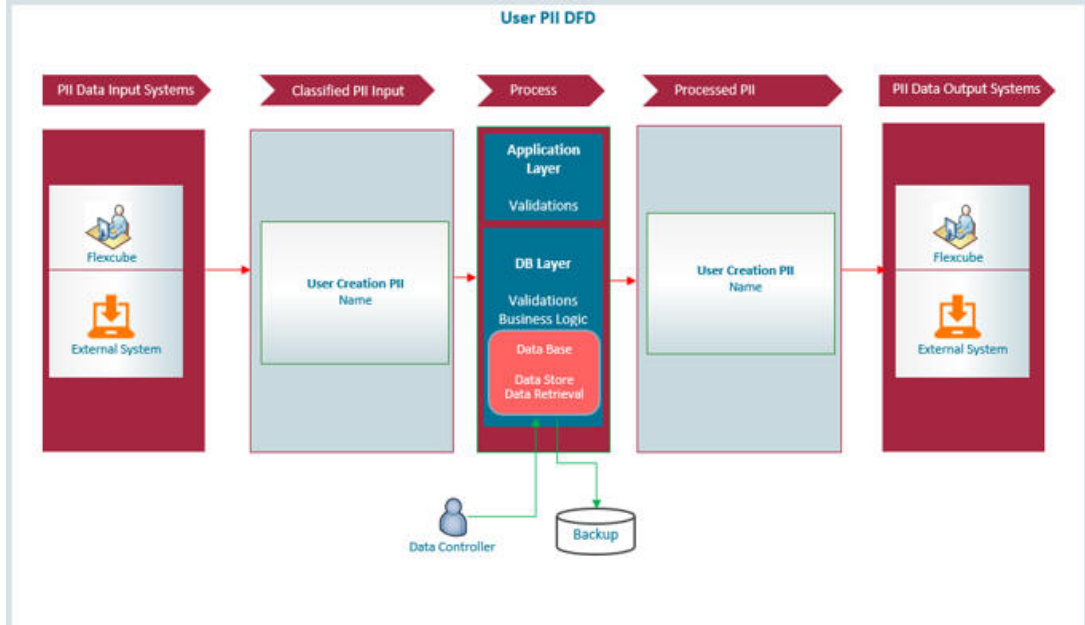 User PII DFD
PII Data Input Systems
Classified PII Input
Process
Processed PII
PII Data Output Systems
Flexcube
External System
User Creation PII
Name
Application
Layer
Validations
DB Layer
Validations
Business Logic
Data Base
Data Store
Data Retrieval
User Creation PII
Name
Flexcube
External System
Data Controller
Backup